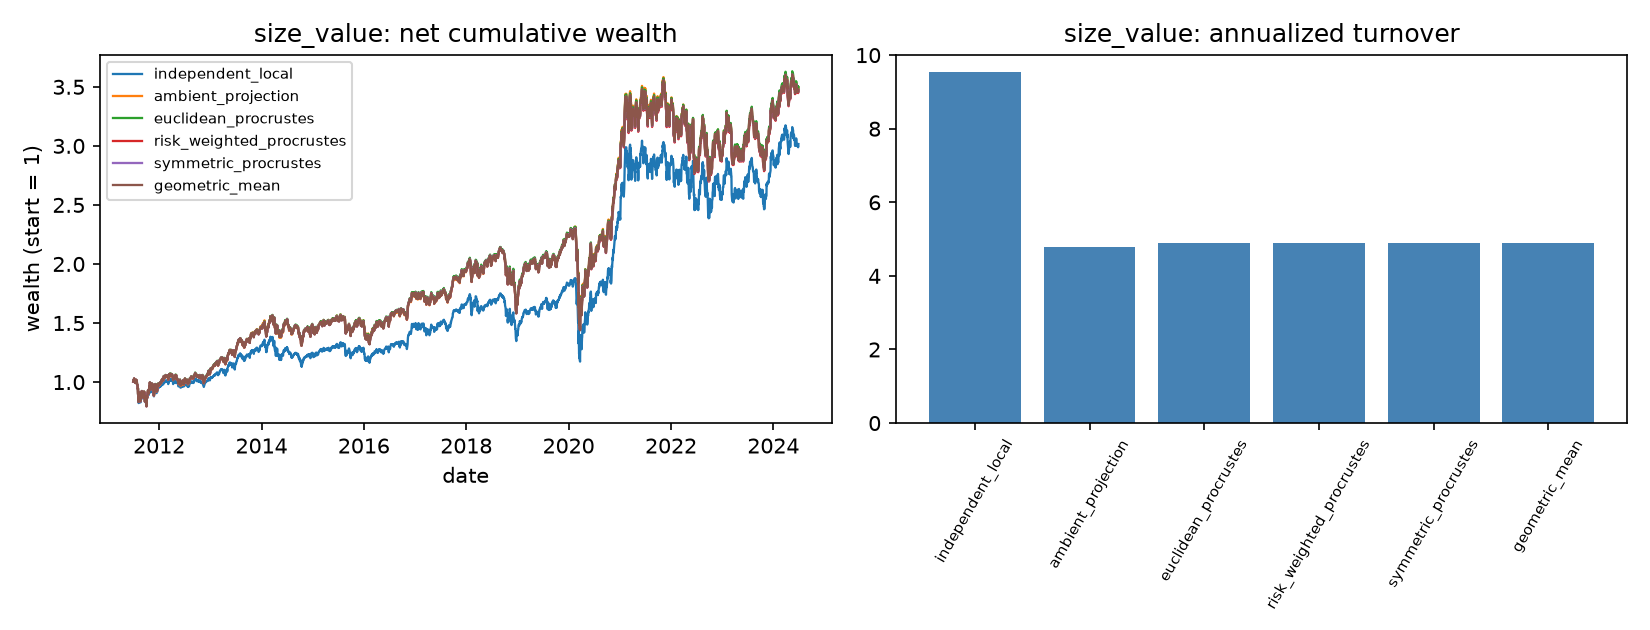 size_value: net cumulative wealth
independent_local
ambient_projection
euclidean_procrustes
risk_weighted_procrustes
symmetric_procrustes
geometric_mean
wealth (start = 1)
3.5
3.0
2.5
2.0
1.5
1.0
2012 2014 2016 2018 2020 2022 2024
date
size_value: annualized turnover
10
8
6
4
2
0
independent_local
ambient_projection
euclidean_procrustes
risk_weighted_procrustes
symmetric_procrustes
geometric_mean